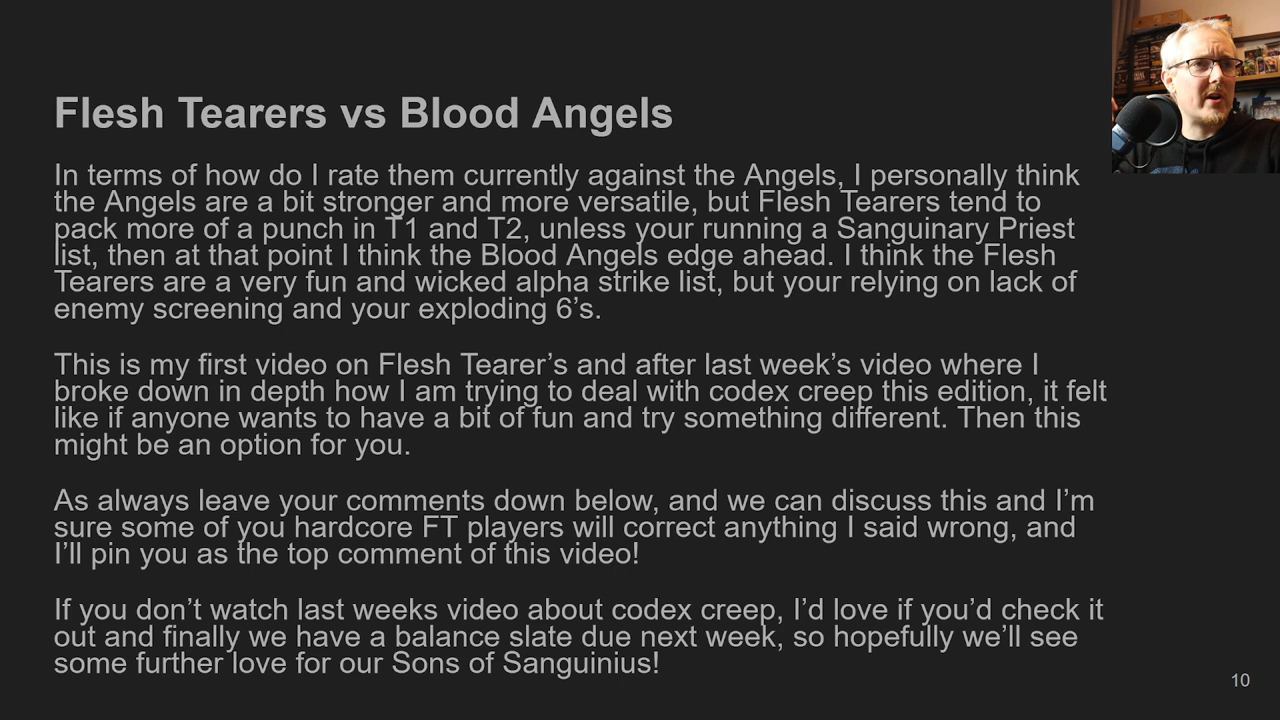 Flesh Tearers vs Blood Angels
In terms of how do I rate them currently against the Angels, I personally think
the Angels are a bit stronger and more versatile, but Flesh Tearers tend to
pack more of a punch in T1 and T2, unless your running a Sanguinary Priest
list, then at that point I think the Blood Angels edge ahead. I think the Flesh
Tearers are a very fun and wicked alpha strike list, but your relying on lack of
enemy screening and your exploding 6’s.
This is my first video on Flesh Tearer’s and after last week’s video where I
broke down in depth how I am trying to deal with codex creep this edition, it felt
like if anyone wants to have a bit of fun and try something different. Then this
might be an option for you.
As always leave your comments down below, and we can discuss this and I’m
sure some of you hardcore FT players will correct anything I said wrong, and
I’ll pin you as the top comment of this video!
If you don’t watch last weeks video about codex creep, I’d love if you’d check it
out and finally we have a balance slate due next week, so hopefully we’ll see
some further love for our Sons of Sanguinius!
10